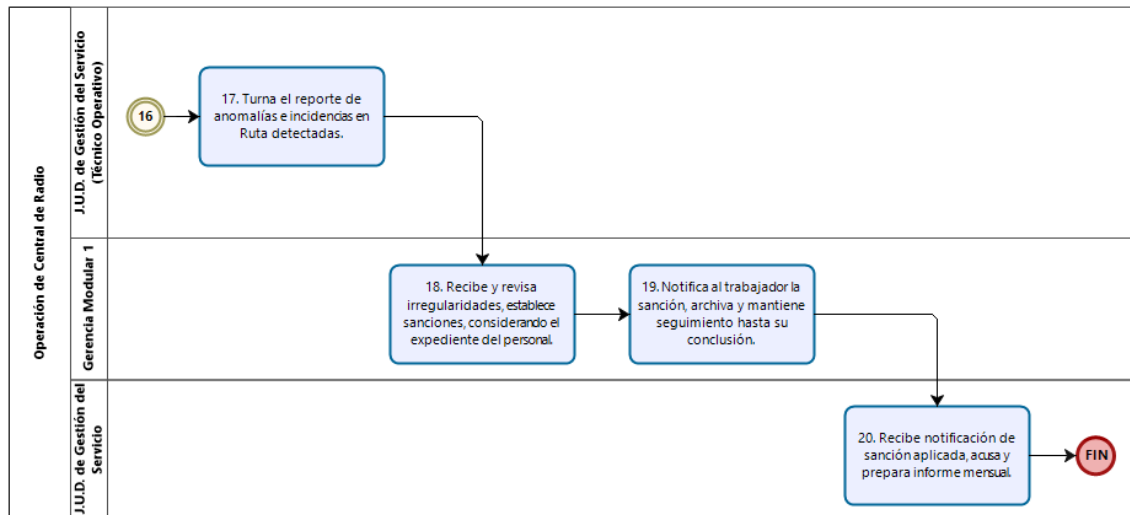 Operación de Central de Radio
J.U.D. de Gestión del Servicio
(Técnico Operativo)
16
17. Turna el reporte de
anomalías e incidencias en
Ruta detectadas.
Gerencia Modular 1
18. Recibe y revisa
irregularidades, establece
sanciones, considerando el
expediente del personal.
19. Notifica al trabajador la
sanción, archiva y mantiene
seguimiento hasta su
conclusión.
J.U.D. de Gestión del
Servicio
20. Recibe notificación de
sanción aplicada, acusa y
prepara informe mensual.
FIN